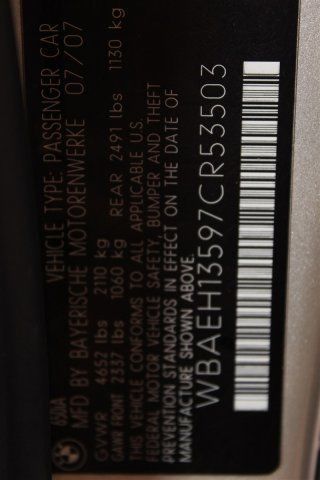 VEHICLE TYPE: PASSENGER CAR
MFD BY BAYERISCHE MOTORENWERKE 07/07
650A
GVWR 4652 lbs 2110 kg
GAWR FRONT 2337 lbs 1060 kg REAR 2491 lbs 1130 kg
THIS VEHICLE CONFORMS TO ALL APPLICABLE U.S.
FEDERAL MOTOR VEHICLE SAFETY, BUMPER AND THEFT
PREVENTION STANDARDS IN EFFECT ON THE DATE OF
MANUFACTURE SHOWN ABOVE.
WBAEH13597CR53503